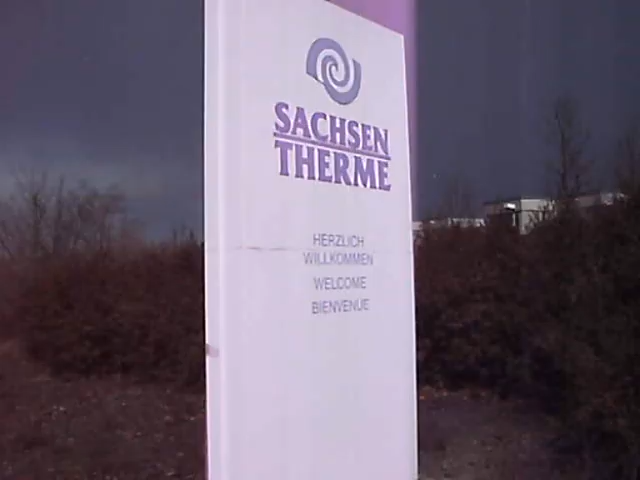 SACHSEN
THERME
HERZLICH
WILLKOMMEN
WELCOME
BIENVENUE